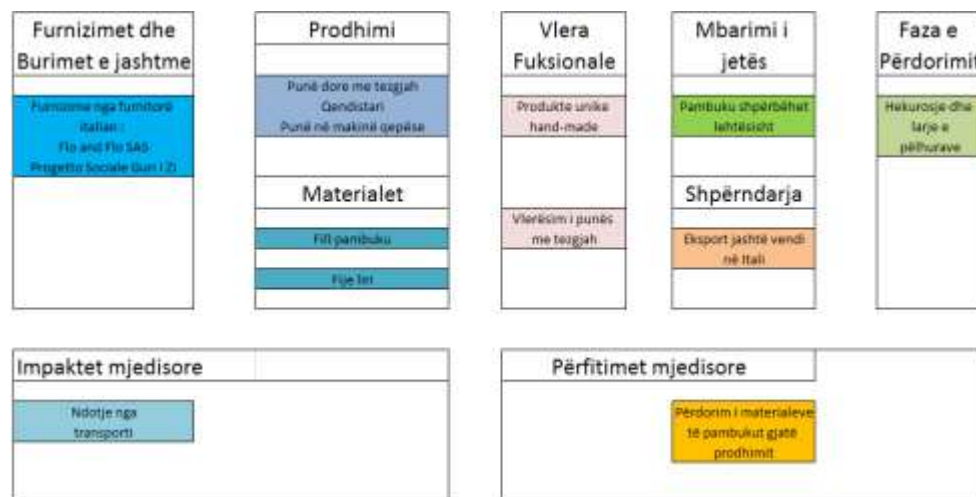 Furnizimet dhe
Burimet e jashtme
Furnizime nga furnitorë
italian :
Flo and Flo SAS
Progetto Sociale Guri I Zi
Prodhimi
Punë dore me tezgjah
Qendistari
Punë në makinë qepëse
Materialet
Fill pambuku
Fije liri
Vlera
Fuksionale
Produkte unike
hand-made
Vlerësim i punës
me tezgjah
Mbarimi i
jetës
Pambuku shpërbëhet
lehtësisht
Shpërndarja
Eksport jashtë vendi
në Itali
Faza e
Përdorimit
Hekurosje dhe
larje e
pëlhurave
Impaktet mjedisore
Ndotje nga
transporti
Përfitimet mjedisore
Përdorim i materialeve
të pambukut gjatë
prodhimit